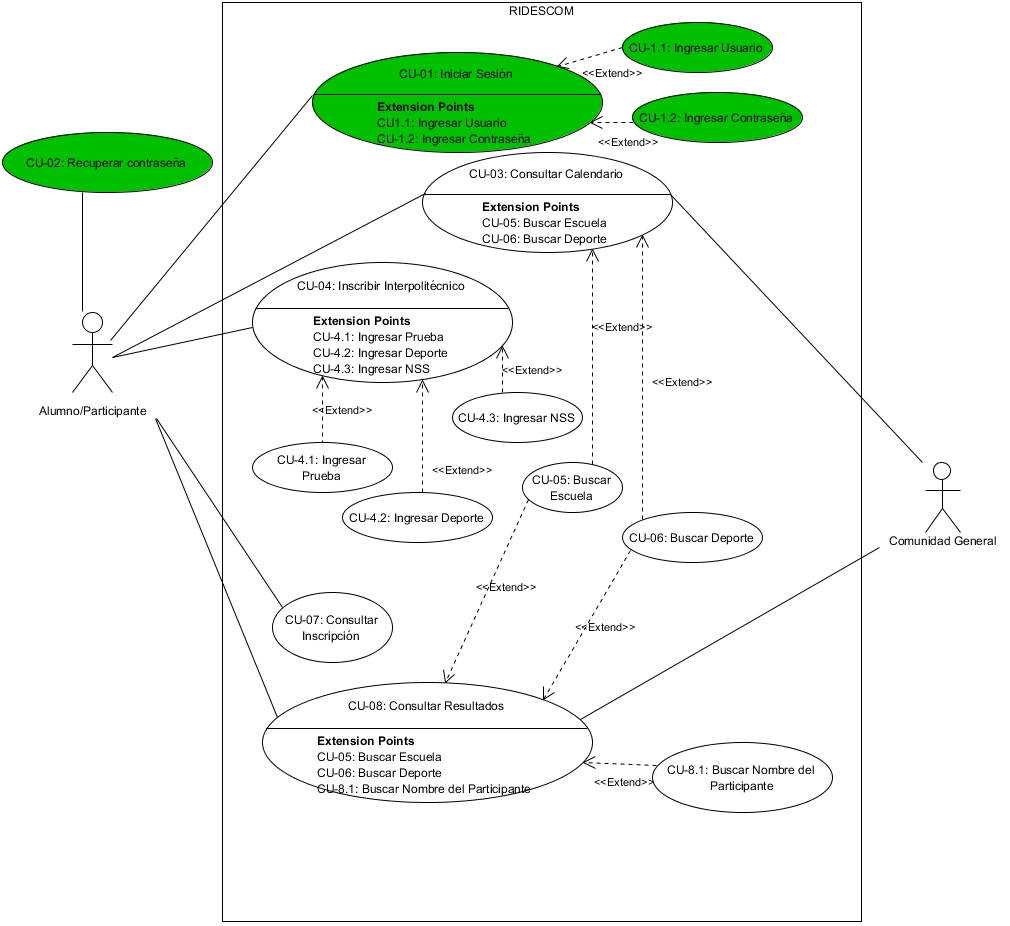 RIDESCOM
CU-1.1: Ingresar Usuario
CU-01: Iniciar Sesión
<<Extend>>
Extension Points
CU1.1: Ingresar Usuario
CU-1.2: Ingresar Contraseña
CU-1.2: Ingresar Contraseña
<<Extend>>
CU-02: Recuperar contraseña
CU-03: Consultar Calendario
Extension Points
CU-05: Buscar Escuela
CU-06: Buscar Deporte
CU-04: Inscribir Interpolitécnico
Extension Points
CU-4.1: Ingresar Prueba
CU-4.2: Ingresar Deporte
CU-4.3: Ingresar NSS
<<Extend>>
<<Extend>>
<<Extend>>
<<Extend>>
Alumno/Participante
CU-4.3: Ingresar NSS
CU-4.1: Ingresar
Prueba
<<Extend>>
CU-05: Buscar
Escuela
CU-4.2: Ingresar Deporte
CU-06: Buscar Deporte
Comunidad General
<<Extend>>
CU-07: Consultar
Inscripción
<<Extend>>
CU-08: Consultar Resultados
Extension Points
CU-05: Buscar Escuela
CU-06: Buscar Deporte
CU-8.1: Buscar Nombre del Participante
<<Extend>>
CU-8.1: Buscar Nombre del
Participante